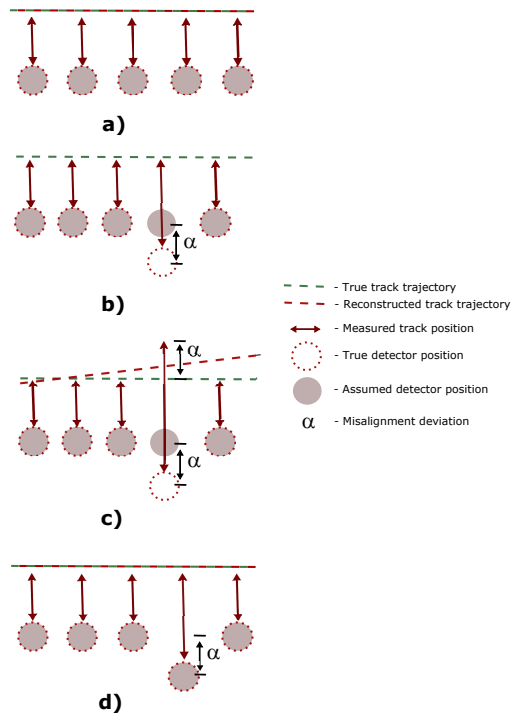 a)
α
b)
- True track trajectory
- Reconstructed track trajectory
- Measured track position
- True detector position
- Assumed detector position
α - Misalignment deviation
α
α
c)
α
d)